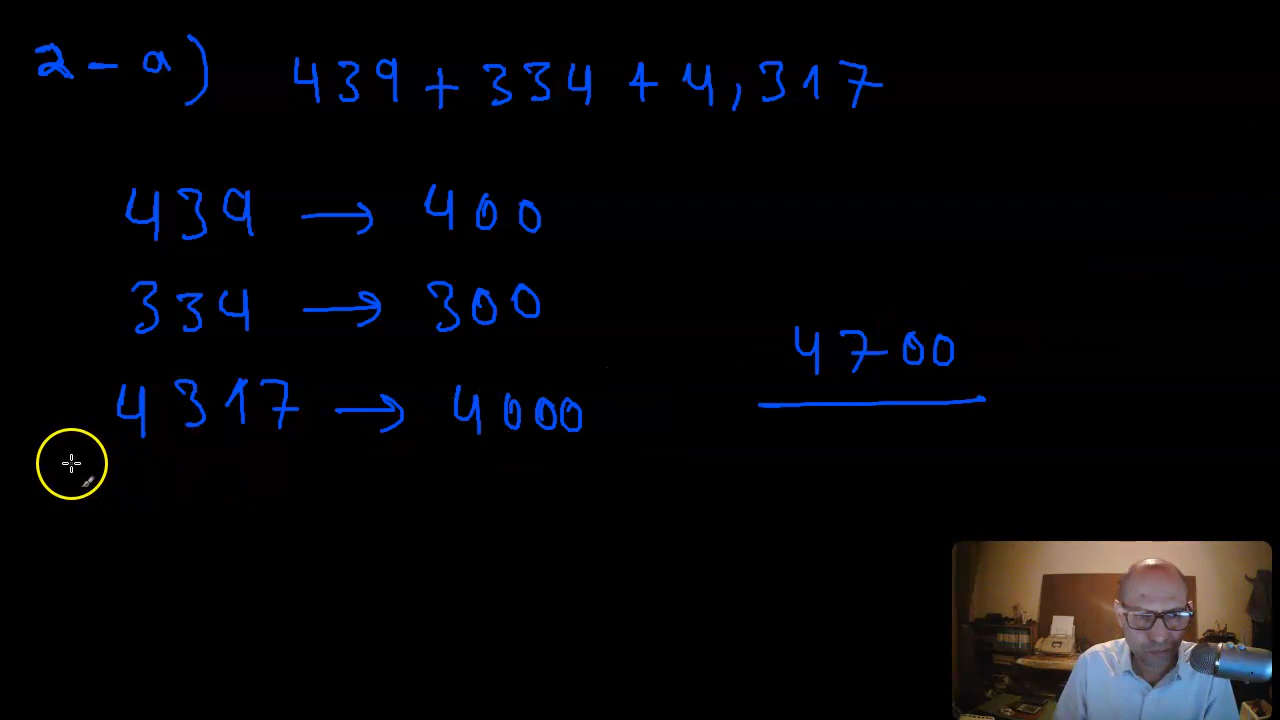 2 - a) 439 + 334 + 4,317
439 → 400
334 → 300
4700
4317 → 4000